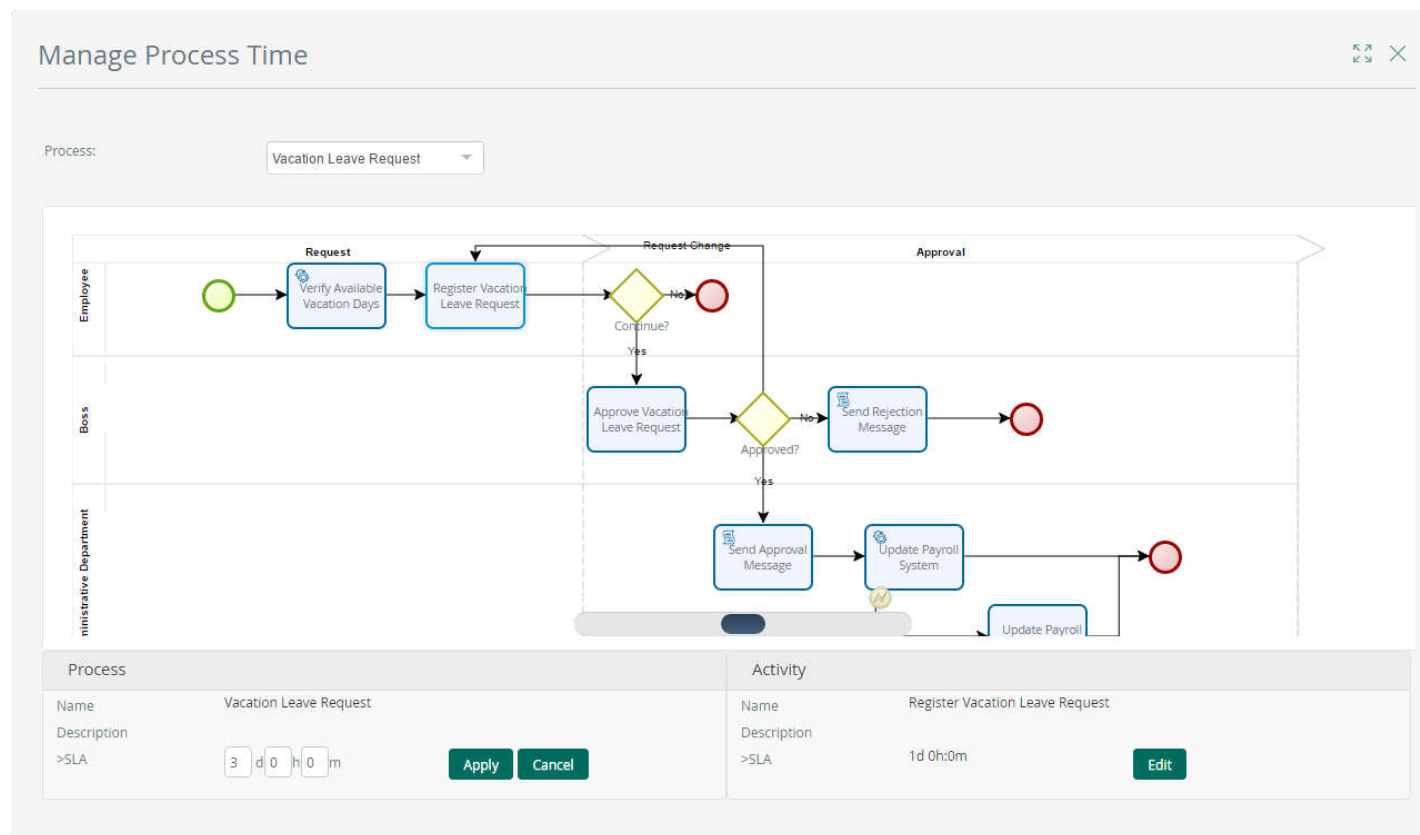 Manage Process Time
Process:
Vacation Leave Request
Request
Request Change
Approval
Employee
Verify Available
Vacation Days
Register Vacation
Leave Request
No
Continue?
Yes
Boss
Approve Vacation
Leave Request
No
Send Rejection
Message
Approved?
Yes
ministrative Department
Send Approval
Message
Update Payroll
System
Update Payroll
Process
Activity
Name
Vacation Leave Request
Name
Register Vacation Leave Request
Description
Description
>SLA
3 d 0 h 0 m
Apply
Cancel
>SLA
1d 0h:0m
Edit